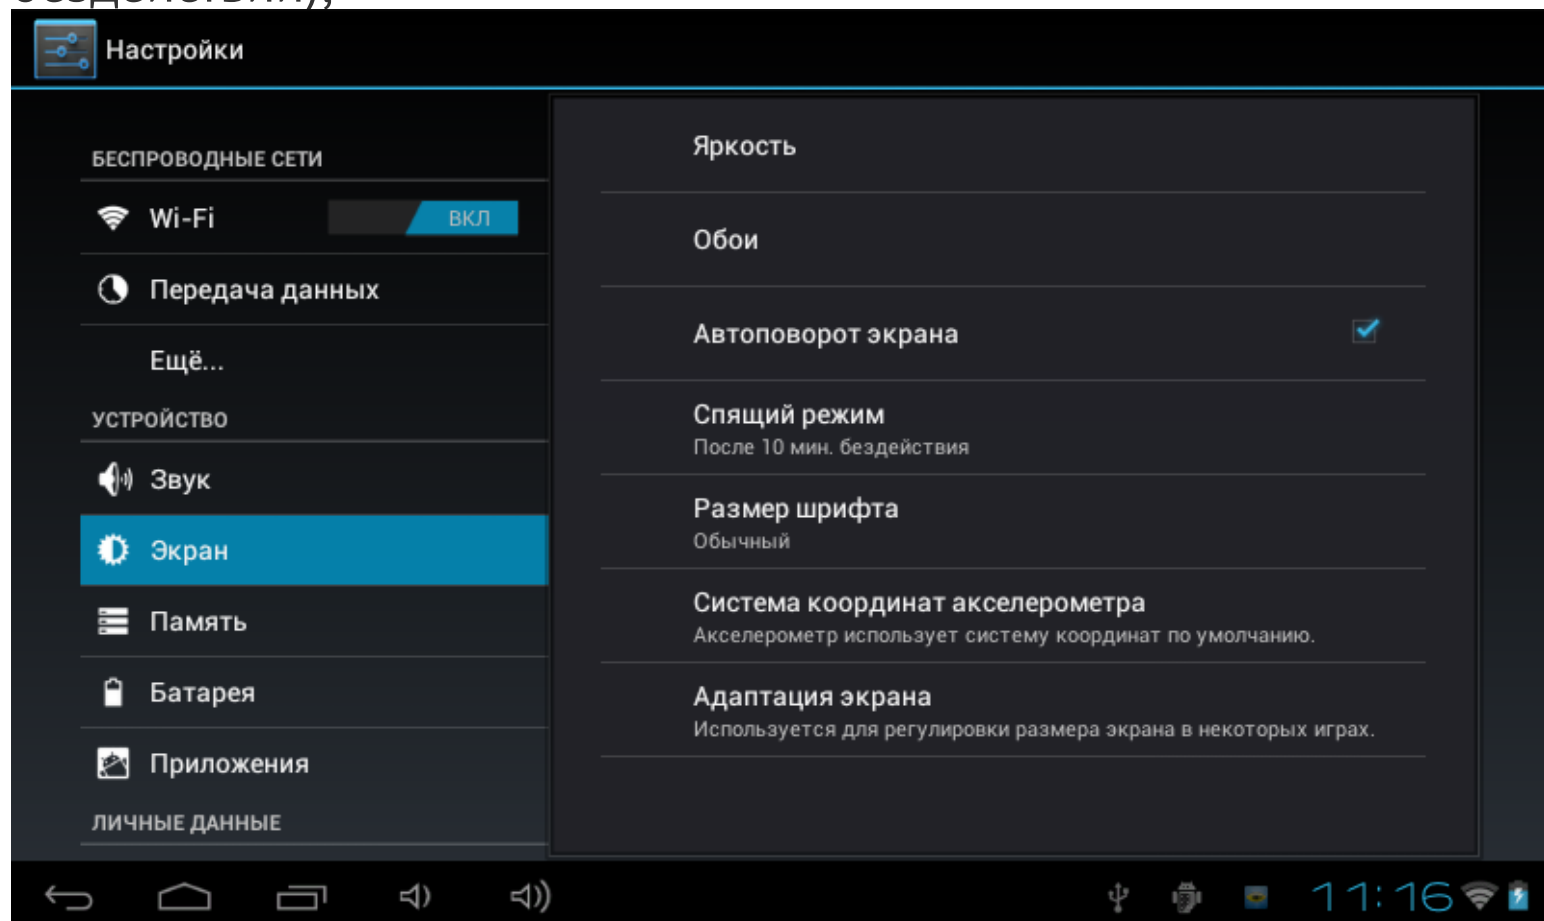 Настройки
БЕСПРОВОДНЫЕ СЕТИ
Wi-Fi ВКЛ
Передача данных
Ещё...
УСТРОЙСТВО
Звук
Экран
Память
Батарея
Приложения
ЛИЧНЫЕ ДАННЫЕ
Яркость
Обои
Автоповорот экрана
Спящий режим
После 10 мин. бездействия
Размер шрифта
Обычный
Система координат акселерометра
Акселерометр использует систему координат по умолчанию.
Адаптация экрана
Используется для регулировки размера экрана в некоторых играх.
11:16